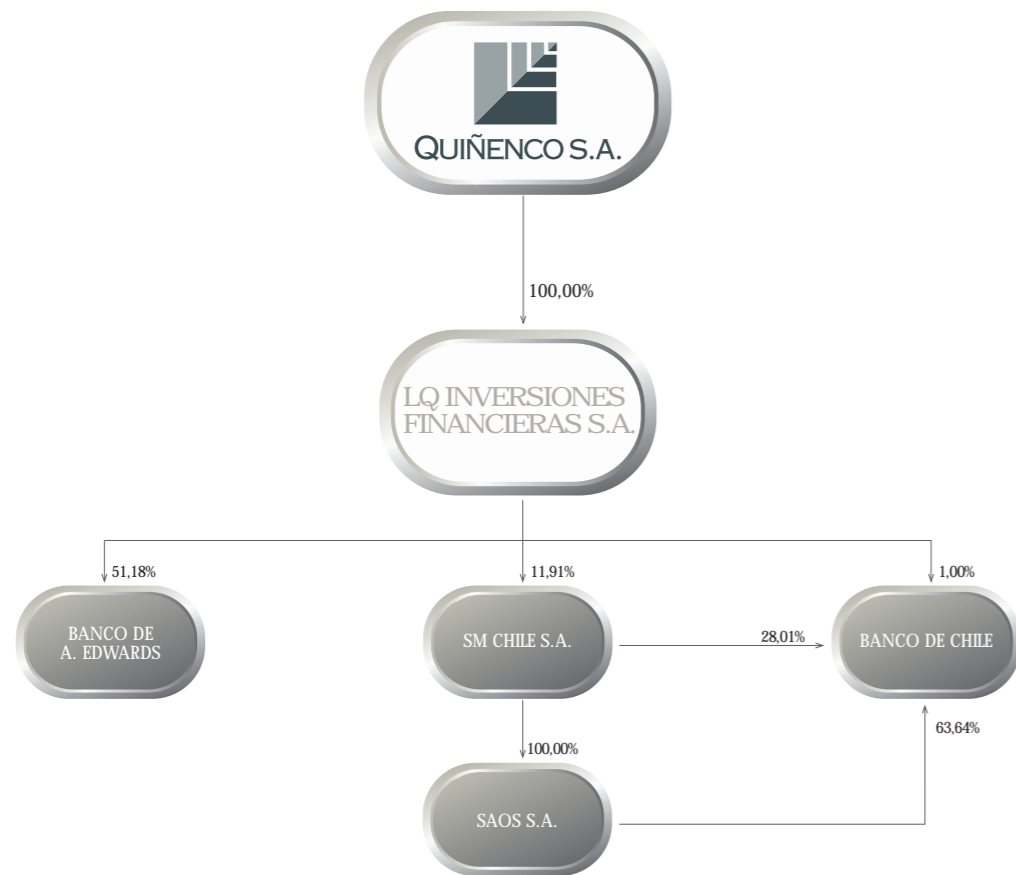 QUIÑENCO S.A.
100,00%
LQ INVERSIONES
FINANCIERAS S.A.
51,18%
11,91%
1,00%
BANCO DE
A. EDWARDS
SM CHILE S.A.
28,01%
BANCO DE CHILE
100,00%
63,64%
SAOS S.A.